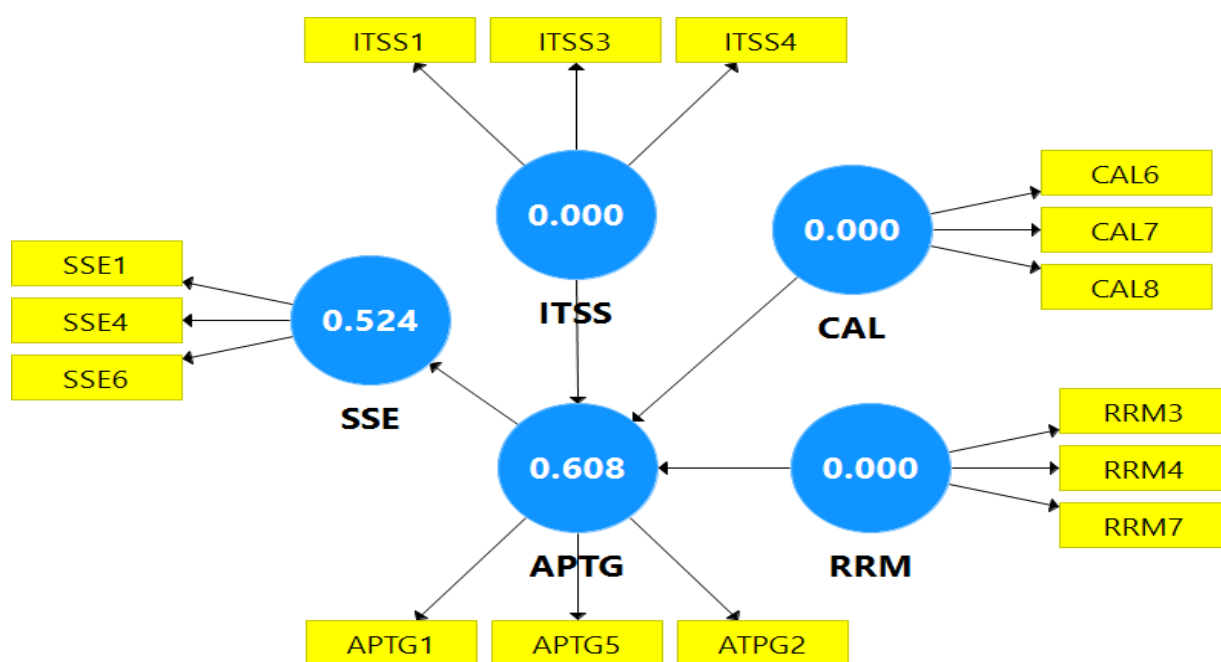 ITSS1
ITSS3
ITSS4
0.000
ITSS
0.000
CAL
CAL6
CAL7
CAL8
SSE1
SSE4
SSE6
0.524
SSE
0.608
APTG
0.000
RRM
RRM3
RRM4
RRM7
APTG1
APTG5
ATPG2